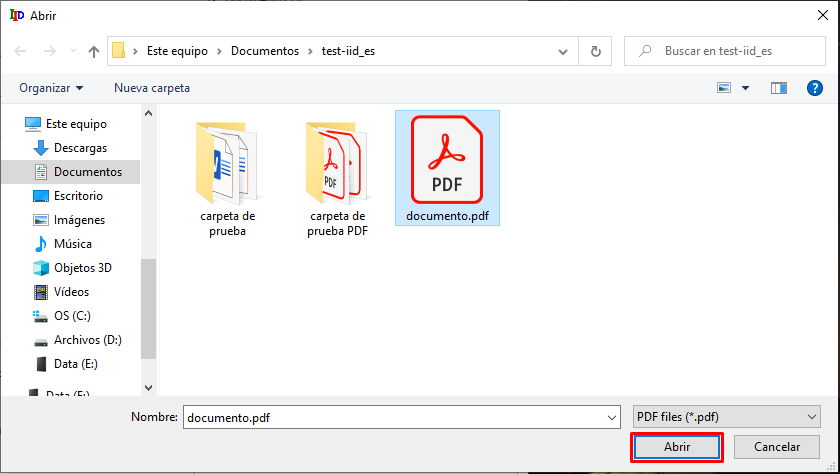 IID Abrir
Este equipo > Documentos > test-iid_es
Buscar en test-iid_es
Organizar
Nueva carpeta
Este equipo
Descargas
Documentos
Escritorio
Imágenes
Música
Objetos 3D
Vídeos
OS (C:)
Archivos (D:)
Data (E:)
Data (E:)
carpeta de
prueba
carpeta de
prueba PDF
PDF
documento.pdf
Nombre: documento.pdf
PDF files (*.pdf)
Abrir
Cancelar